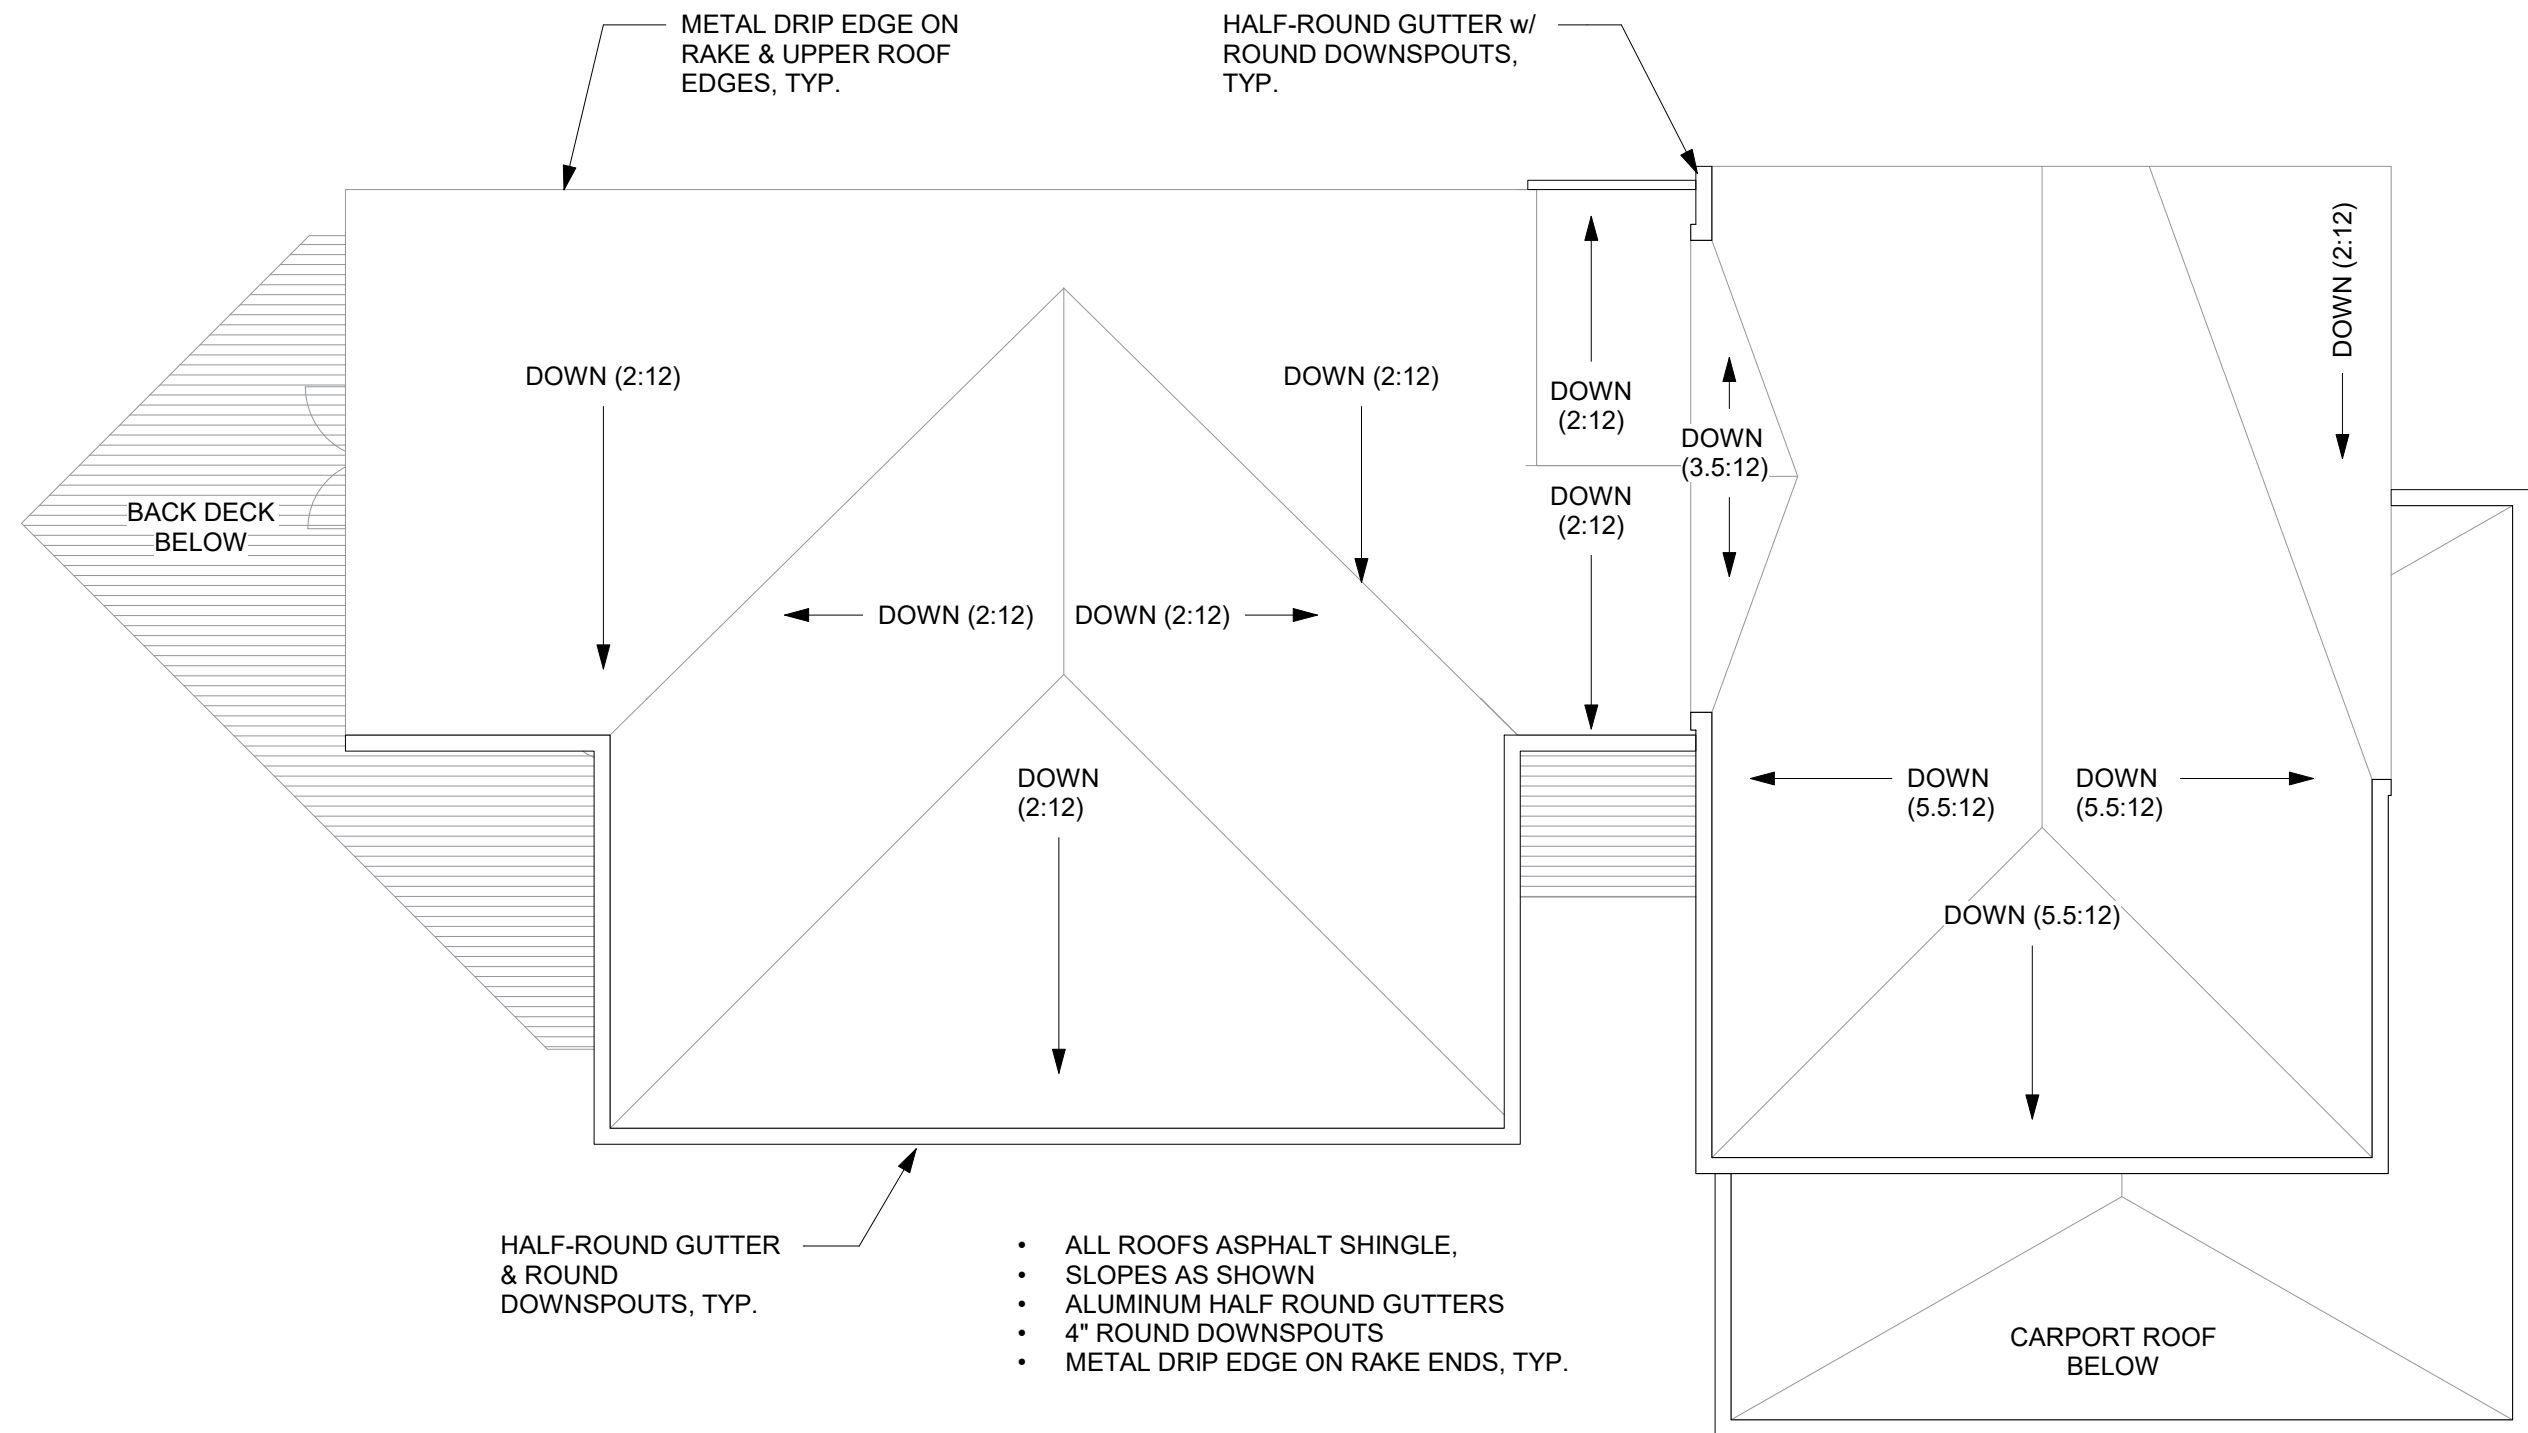 METAL DRIP EDGE ON
RAKE & UPPER ROOF
EDGES, TYP.
HALF-ROUND GUTTER w/
ROUND DOWNSPOUTS,
TYP.
DOWN (2:12)
DOWN (2:12)
DOWN (2:12)
DOWN
(2:12)
DOWN
(3.5:12)
DOWN
(2:12)
BACK DECK
BELOW
DOWN (2:12)
DOWN (2:12)
DOWN
(2:12)
DOWN
(5.5:12)
DOWN
(5.5:12)
DOWN (5.5:12)
HALF-ROUND GUTTER
& ROUND
DOWNSPOUTS, TYP.
• ALL ROOFS ASPHALT SHINGLE,
• SLOPES AS SHOWN
• ALUMINUM HALF ROUND GUTTERS
• 4" ROUND DOWNSPOUTS
• METAL DRIP EDGE ON RAKE ENDS, TYP.
CARPORT ROOF
BELOW